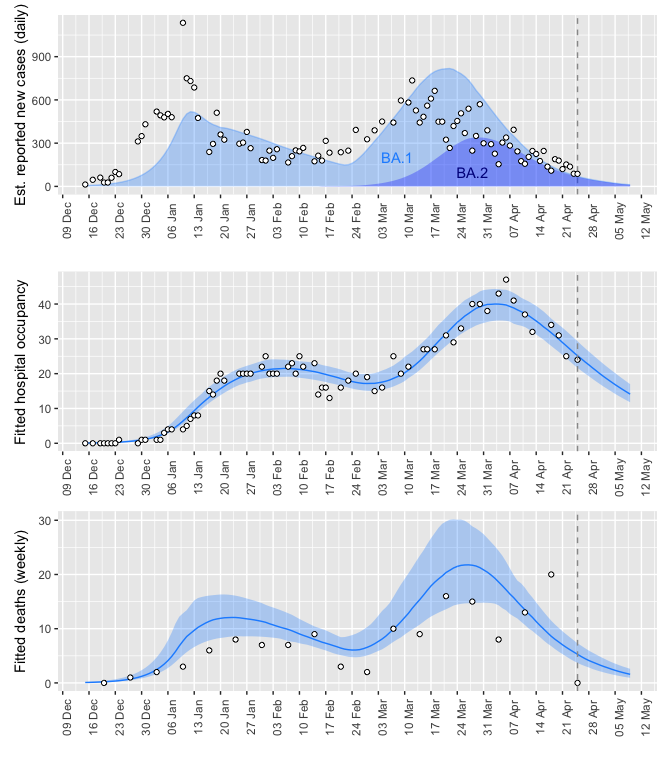 Est. reported new cases (daily)
900
600
300
0
BA.1
BA.2
09 Dec
16 Dec
23 Dec
30 Dec
06 Jan
13 Jan
20 Jan
27 Jan
03 Feb
10 Feb
17 Feb
24 Feb
03 Mar
10 Mar
17 Mar
24 Mar
31 Mar
07 Apr
14 Apr
21 Apr
28 Apr
05 May
12 May
Fitted hospital occupancy
40
30
20
10
0
09 Dec
16 Dec
23 Dec
30 Dec
06 Jan
13 Jan
20 Jan
27 Jan
03 Feb
10 Feb
17 Feb
24 Feb
03 Mar
10 Mar
17 Mar
24 Mar
31 Mar
07 Apr
14 Apr
21 Apr
28 Apr
05 May
12 May
Fitted deaths (weekly)
30
20
10
0
09 Dec
16 Dec
23 Dec
30 Dec
06 Jan
13 Jan
20 Jan
27 Jan
03 Feb
10 Feb
17 Feb
24 Feb
03 Mar
10 Mar
17 Mar
24 Mar
31 Mar
07 Apr
14 Apr
21 Apr
28 Apr
05 May
12 May